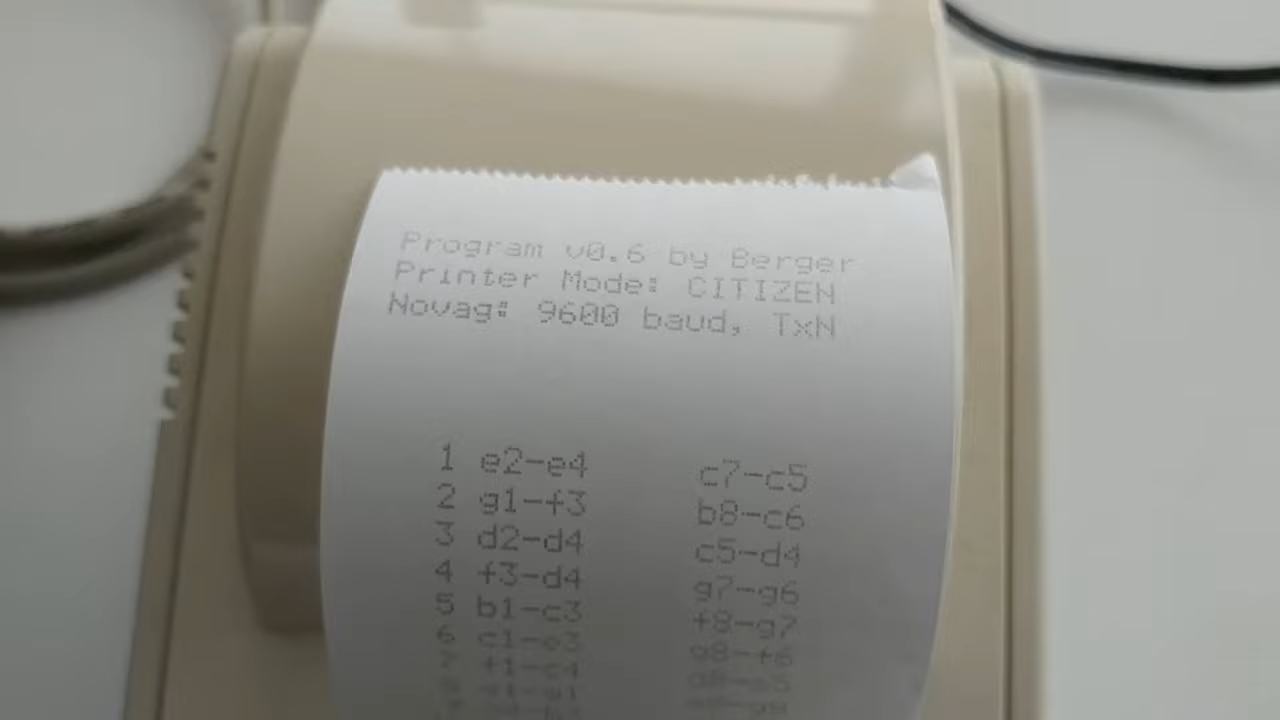 Program v0.6 by Berger
Printer Mode: CITIZEN
Novag: 9600 baud, TxN
1 e2-e4 c7-c5
2 g1-f3 b8-c6
3 d2-d4 c5-d4
4 f3-d4 g7-g6
5 b1-c3 f8-g7
6 c1-e3 g8-f6
f1-c4